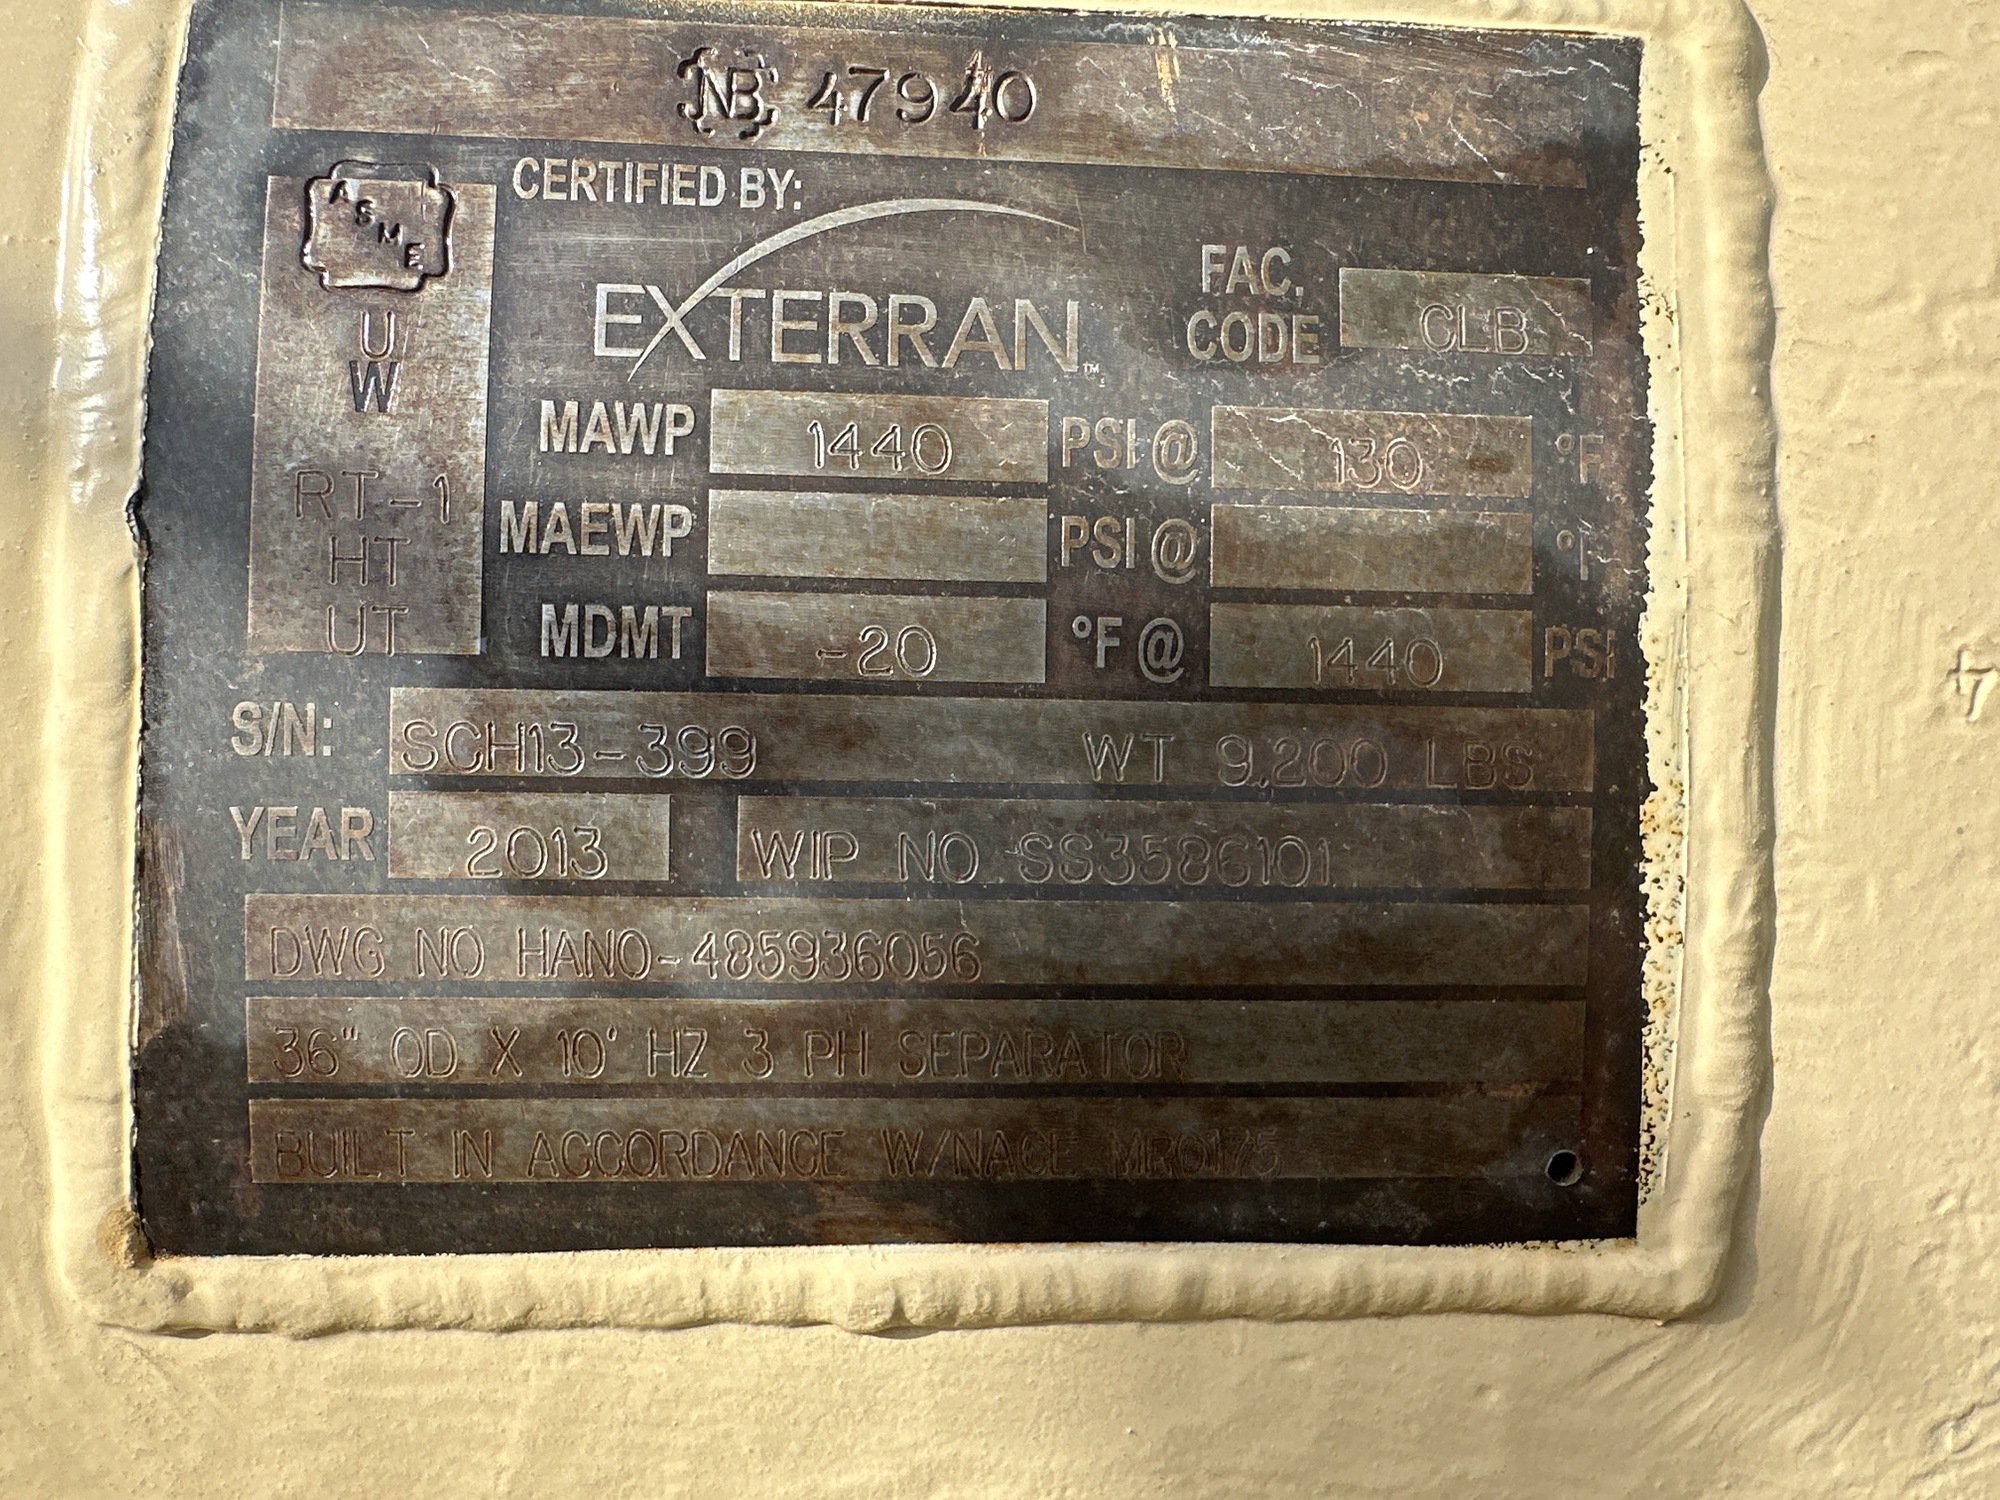 NB 47940
ASME
CERTIFIED BY:
EXTERRAN™
FAC. CODE CLB
U
W
MAWP 1440 PSI @ 130 °F
RT-1
MAEWP PSI @ °F
HT
MDMT -20 °F @ 1440 PSI
UT
S/N: SCH13-399 WT 9,200 LBS
YEAR 2013 WIP NO SS3586101
DWG NO HANO-485936056
36" OD X 10' HZ 3 PH SEPARATOR
BUILT IN ACCORDANCE W/NACE MR0175
4